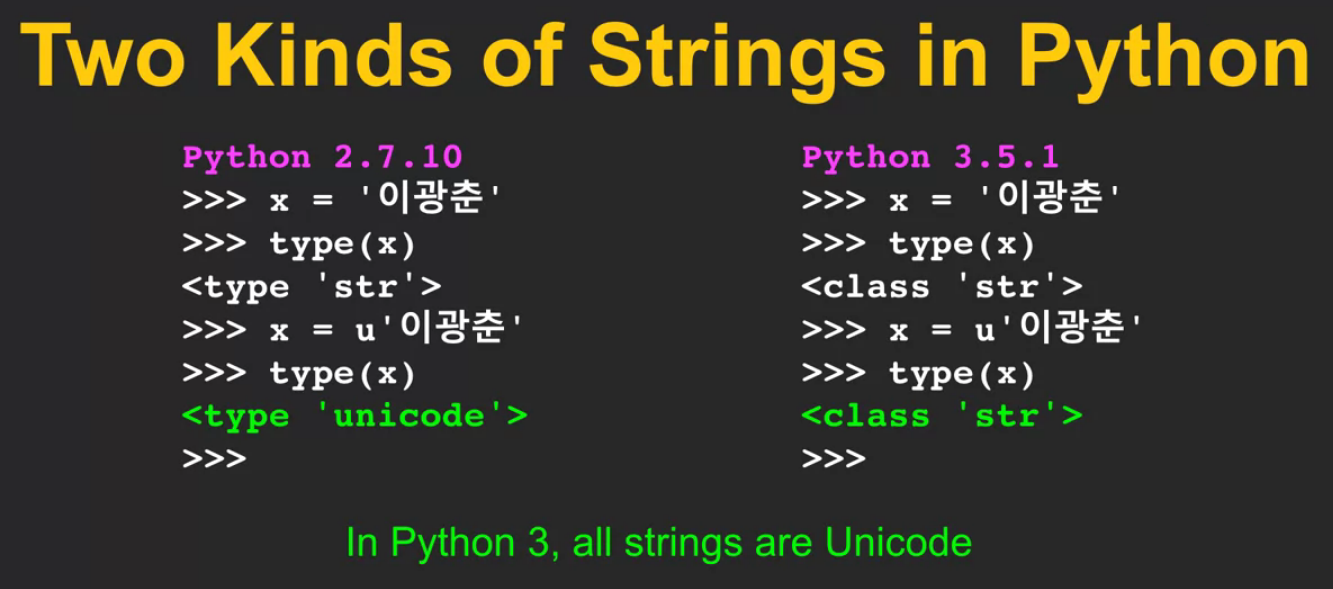 Two Kinds of Strings in Python
Python 2.7.10
>>> x = '이광춘'
>>> type(x)
<type 'str'>
>>> x = u'이광춘'
>>> type(x)
<type 'unicode'>
>>>
Python 3.5.1
>>> x = '이광춘'
>>> type(x)
<class 'str'>
>>> x = u'이광춘'
>>> type(x)
<class 'str'>
>>>
In Python 3, all strings are Unicode